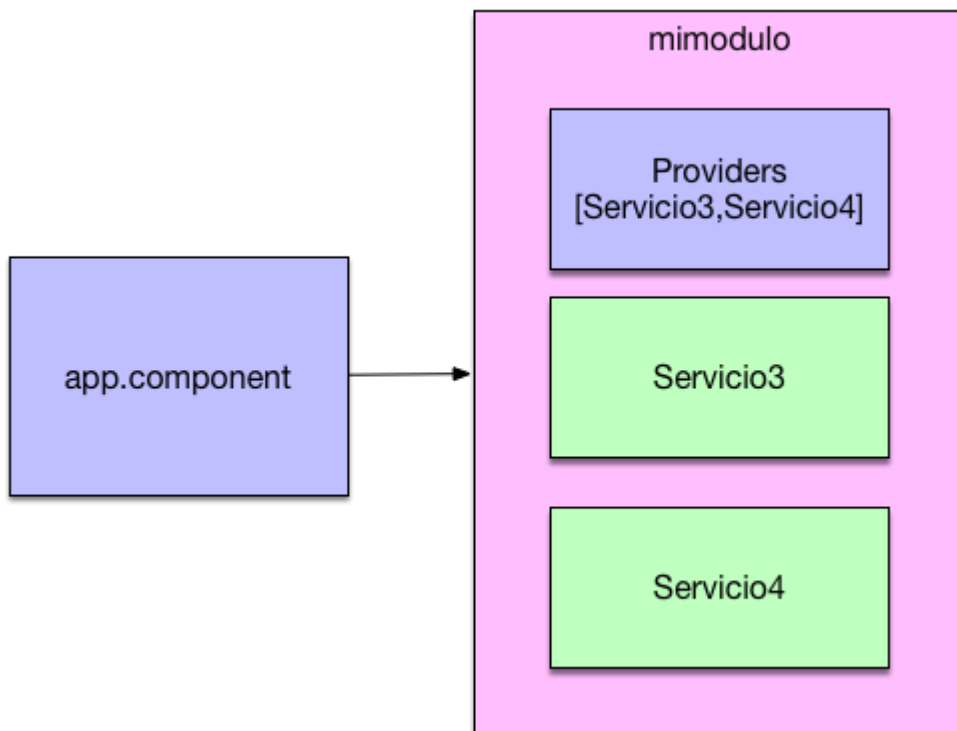 mimodulo
Providers
[Servicio3,Servicio4]
app.component
Servicio3
Servicio4